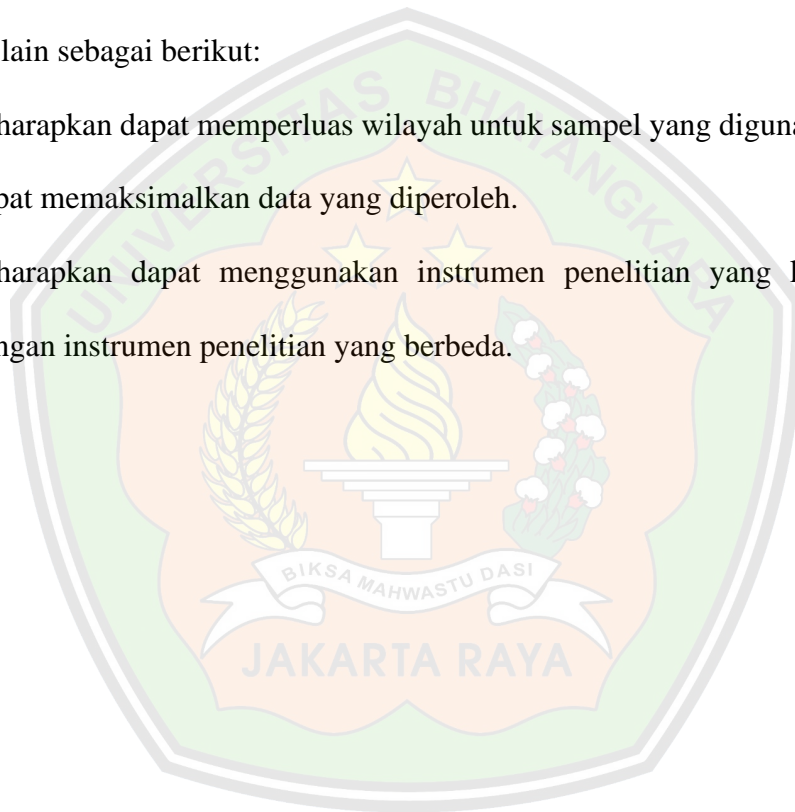 lain sebagai berikut:
harapkan dapat memperluas wilayah untuk sampel yang diguna
pat memaksimalkan data yang diperoleh.
harapkan dapat menggunakan instrumen penelitian yang
ngan instrumen penelitian yang berbeda.
UNIVERSITAS BHAYANGKARA
BIKSA MAHWASTU DASI
JAKARTA RAYA